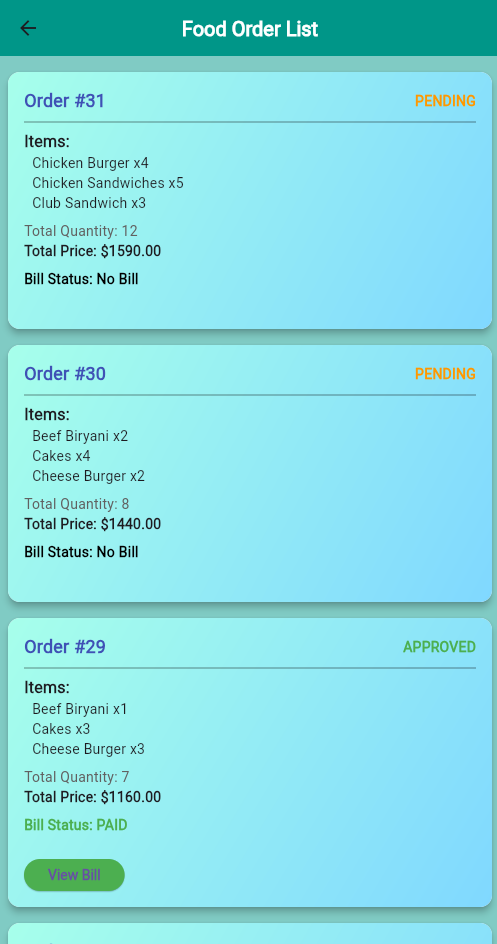 Food Order List
Order #31
PENDING
Items:
Chicken Burger x4
Chicken Sandwiches x5
Club Sandwich x3
Total Quantity: 12
Total Price: $1590.00
Bill Status: No Bill
Order #30
PENDING
Items:
Beef Biryani x2
Cakes x4
Cheese Burger x2
Total Quantity: 8
Total Price: $1440.00
Bill Status: No Bill
Order #29
APPROVED
Items:
Beef Biryani x1
Cakes x3
Cheese Burger x3
Total Quantity: 7
Total Price: $1160.00
Bill Status: PAID
View Bill